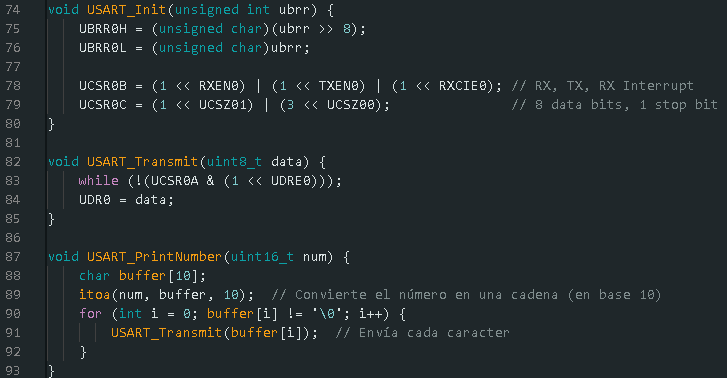 74 void USART_Init(unsigned int ubrr) {
75     UBRR0H = (unsigned char)(ubrr >> 8);
76     UBRR0L = (unsigned char)ubrr;
77
78     UCSR0B = (1 << RXEN0) | (1 << TXEN0) | (1 << RXCIE0); // RX, TX, RX Interrupt
79     UCSR0C = (1 << UCSZ01) | (3 << UCSZ00);               // 8 data bits, 1 stop bit
80 }
81
82 void USART_Transmit(uint8_t data) {
83     while (!(UCSR0A & (1 << UDRE0)));
84     UDR0 = data;
85 }
86
87 void USART_PrintNumber(uint16_t num) {
88     char buffer[10];
89     itoa(num, buffer, 10);  // Convierte el número en una cadena (en base 10)
90     for (int i = 0; buffer[i] != '\0'; i++) {
91         USART_Transmit(buffer[i]);  // Envía cada caracter
92     }
93 }